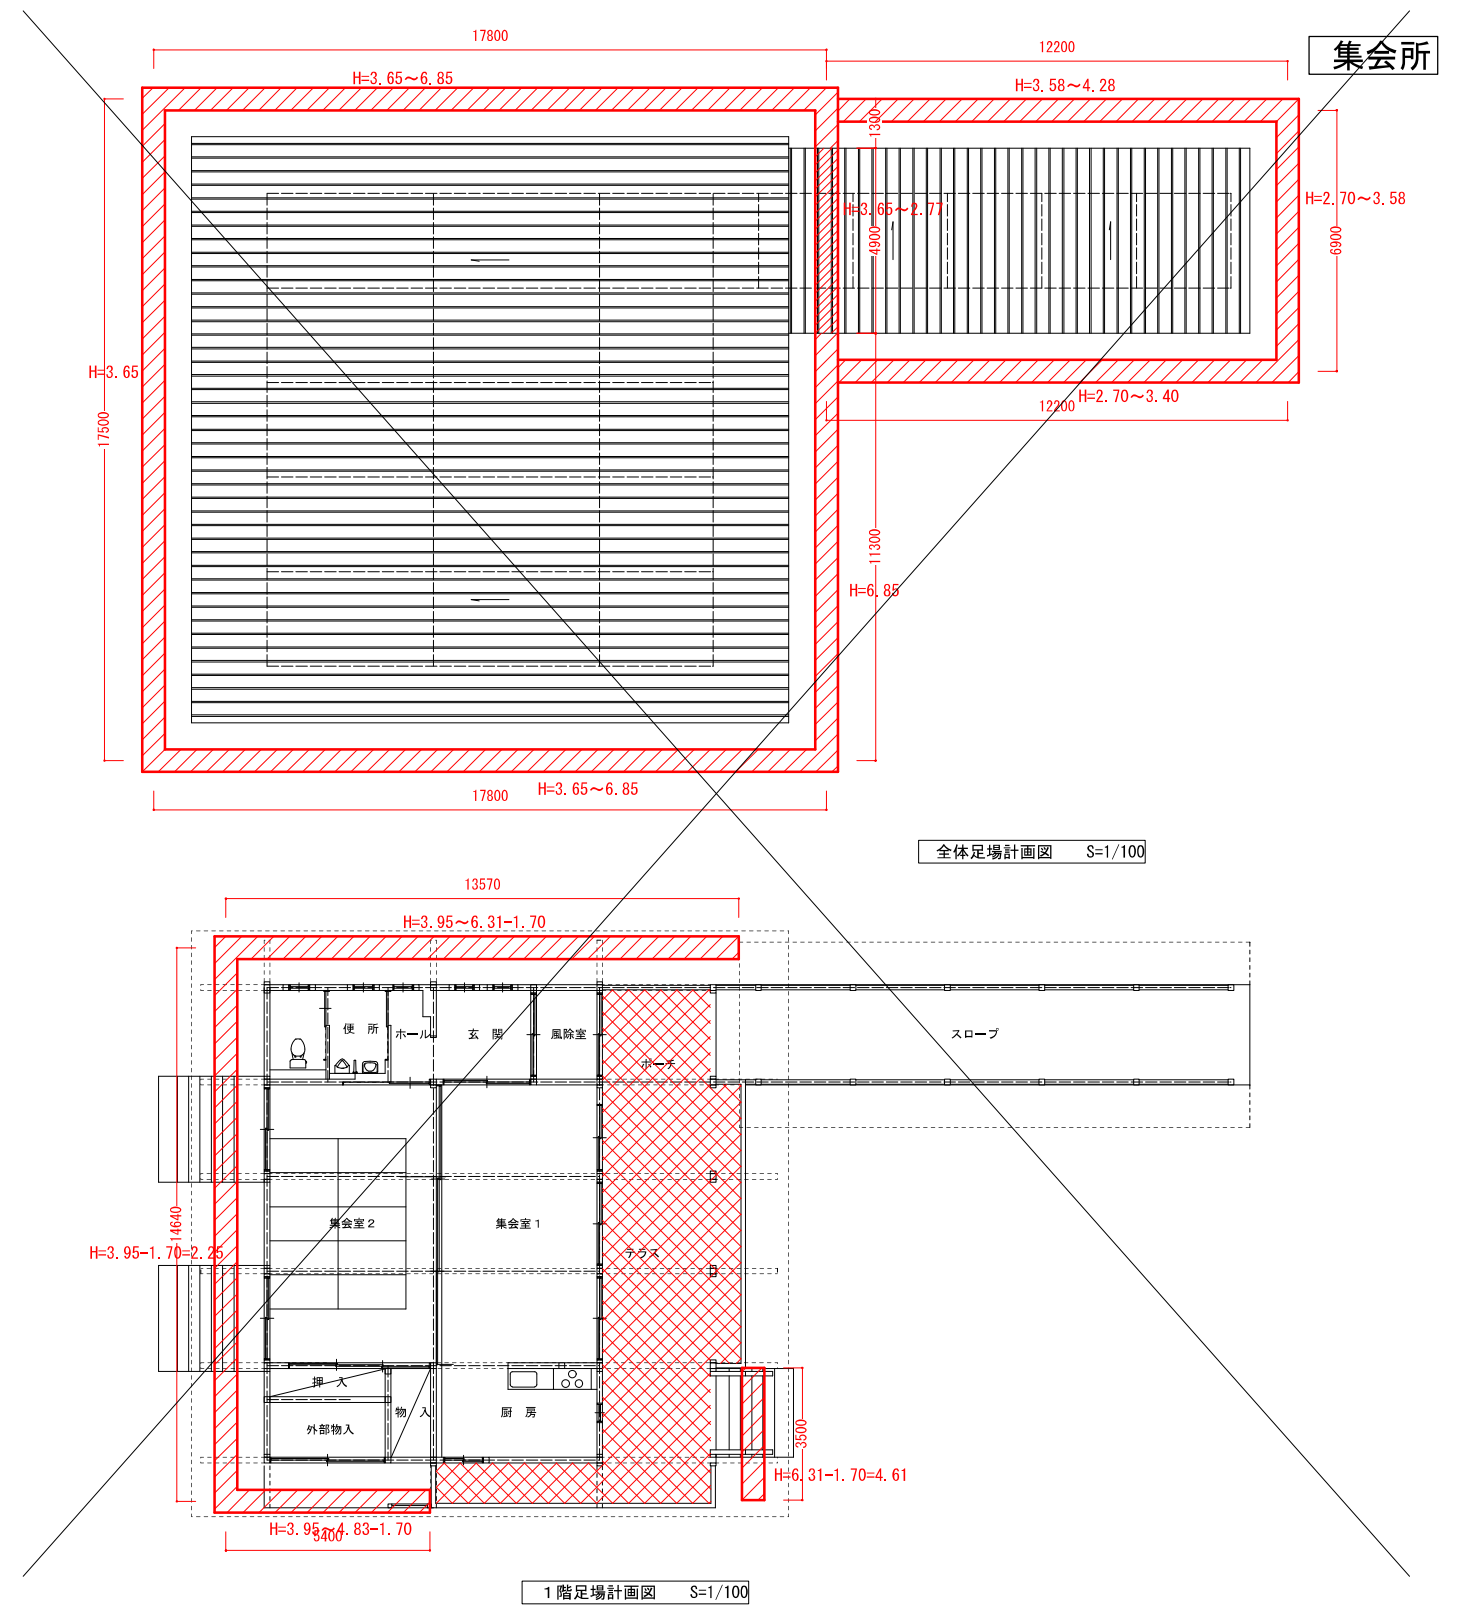 集会所
17800
12200
H=3.65～6.85
H=3.58～4.28
1300
H=2.70～3.58
H=3.65～2.77
4900
6900
H=3.65
17500
H=2.70～3.40
12200
11300
H=6.85
H=3.65～6.85
17800
全体足場計画図 S=1/100
13570
H=3.95～6.31-1.70
便 所
ホール
玄 関
風除室
ポーチ
スロープ
14640
集会室２
集会室１
テラス
H=3.95-1.70=2.25
押 入
物 入
厨 房
外部物入
3500
H=6.31-1.70=4.61
H=3.95～4.83-1.70
5400
１階足場計画図 S=1/100